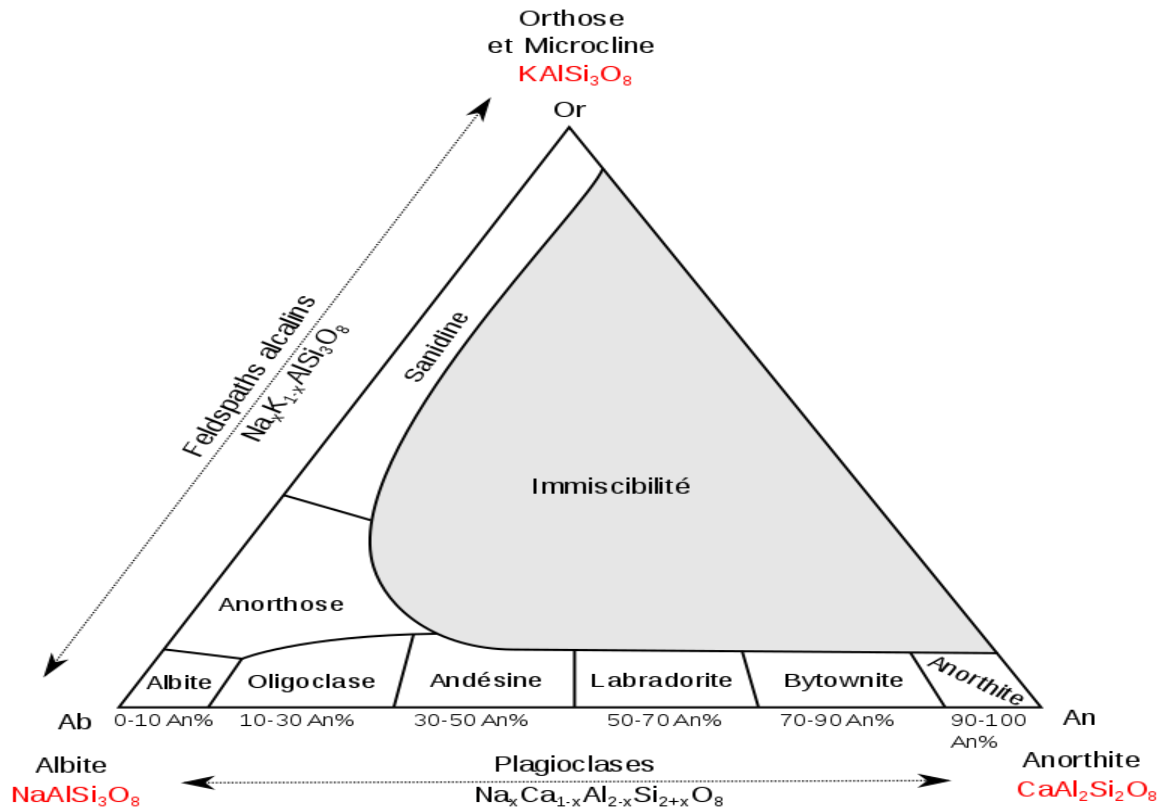 Orthose
et Microcline
KAlSi₃O₈
Or
Feldspaths alcalins
NaₓK₁₋ₓAlSi₃O₈
Sanidine
Immiscibilité
Anorthose
Albite
Oligoclase
Andésine
Labradorite
Bytownite
Anorthite
Ab
0-10 An%
10-30 An%
30-50 An%
50-70 An%
70-90 An%
90-100
An%
An
Albite
NaAlSi₃O₈
Plagioclases
NaₓCa₁₋ₓAl₂₋ₓSi₂₊ₓO₈
Anorthite
CaAl₂Si₂O₈